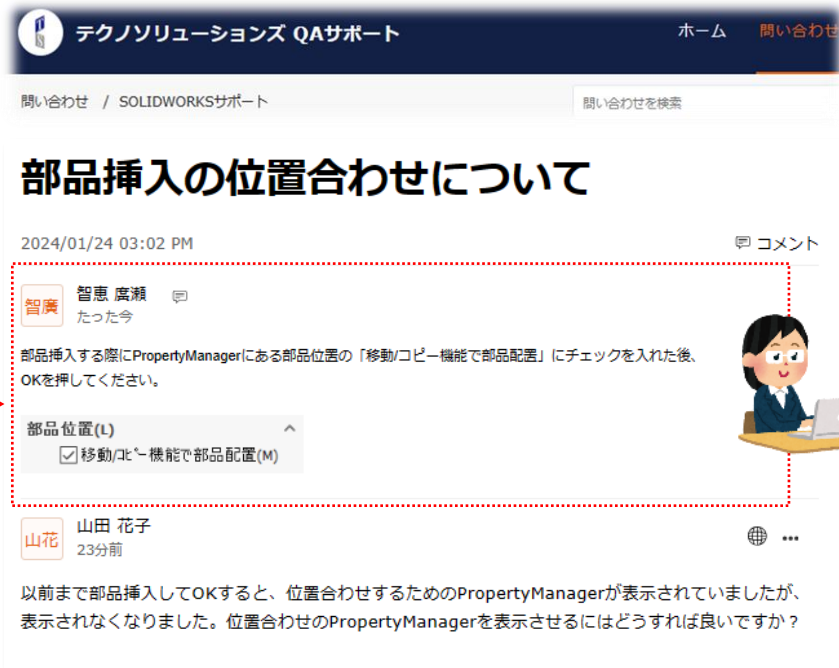 テクノソリューションズ QAサポート
ホーム
問い合わせ
問い合わせ / SOLIDWORKSサポート
問い合わせを検索
部品挿入の位置合わせについて
2024/01/24 03:02 PM
コメント
智廣
智恵 廣瀬
たった今
部品挿入する際にPropertyManagerにある部品位置の「移動/コピー機能で部品配置」にチェックを入れた後、
OKを押してください。
部品位置(L)
移動/コピー機能で部品配置(M)
山花
山田 花子
23分前
以前まで部品挿入してOKすると、位置合わせするためのPropertyManagerが表示されていましたが、
表示されなくなりました。位置合わせのPropertyManagerを表示させるにはどうすれば良いですか？